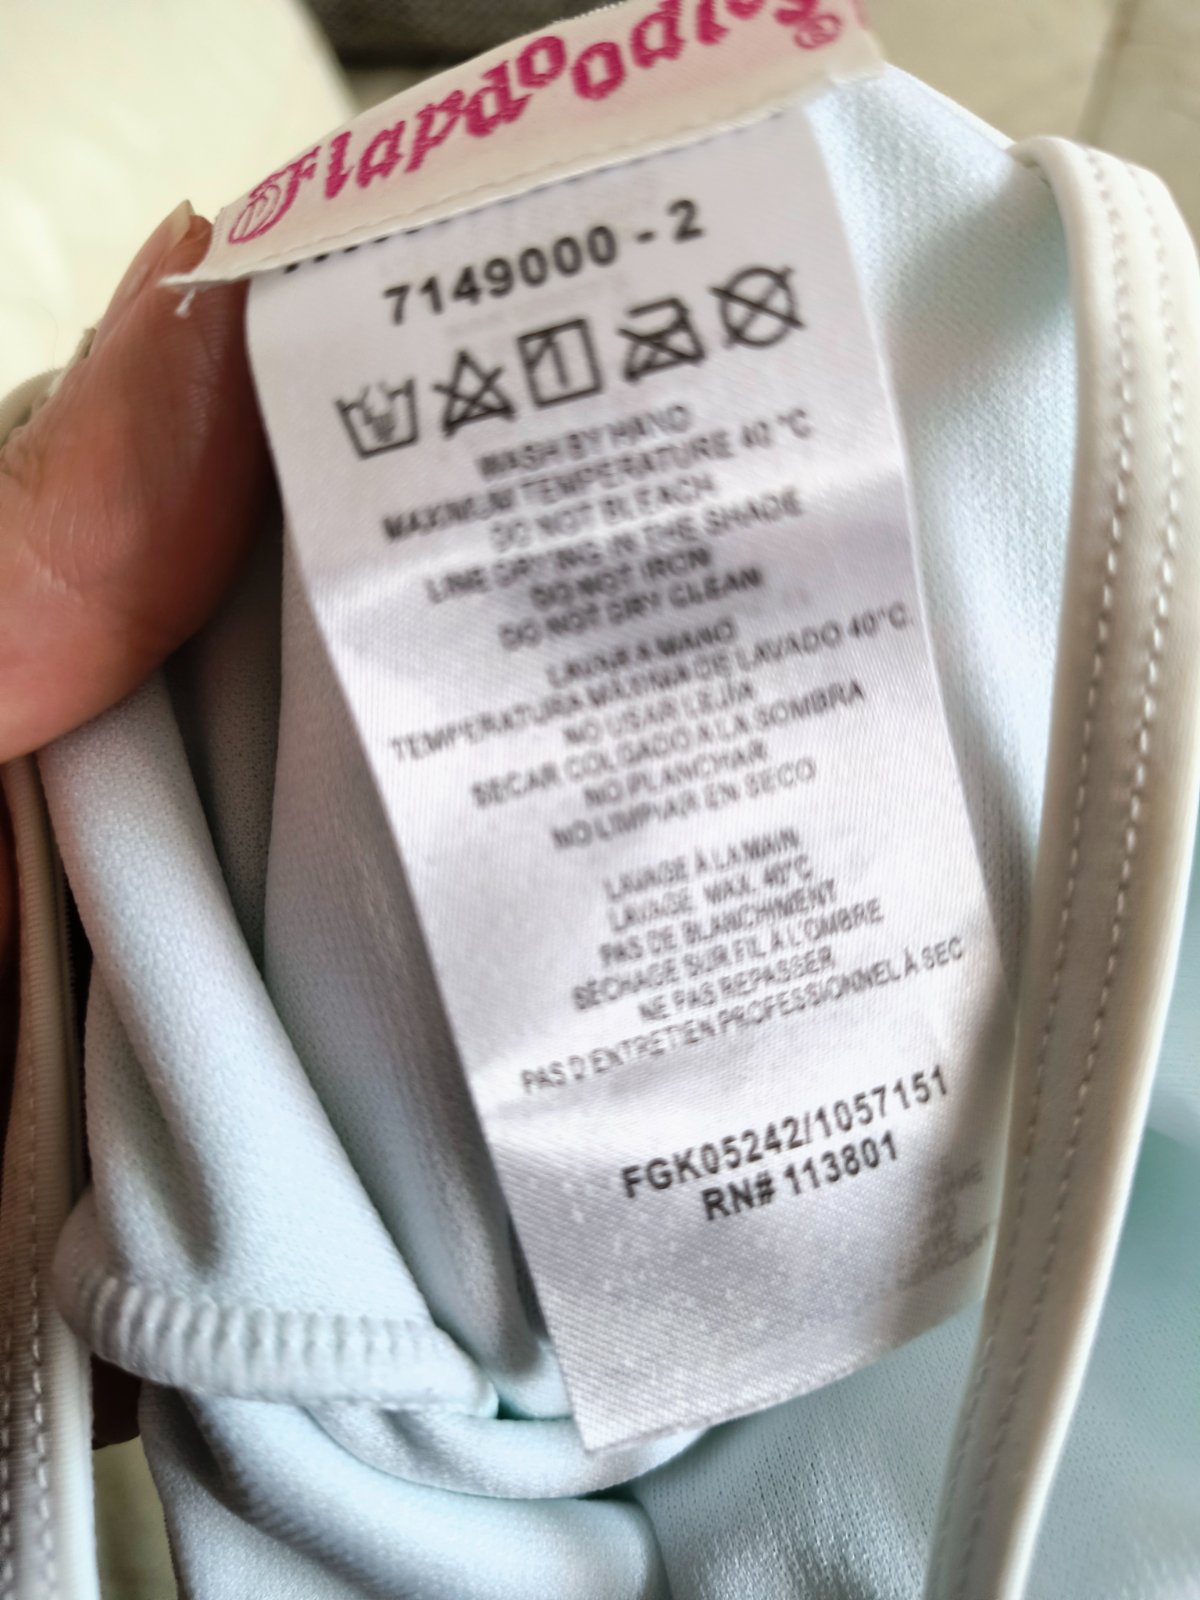 Flapdoodles®
7149000 - 2
WASH BY HAND
MAXIMUM TEMPERATURE 40 °C
DO NOT BLEACH
LINE DRYING IN THE SHADE
DO NOT IRON
DO NOT DRY CLEAN
LAVAR A MANO
TEMPERATURA MÁXIMA DE LAVADO 40°C.
NO USAR LEJÍA
SECAR COLGADO A LA SOMBRA
NO PLANCHAR
NO LIMPIAR EN SECO
LAVAGE À LA MAIN
LAVAGE MAX. 40°C
PAS DE BLANCHIMENT
SÉCHAGE SUR FIL À L'OMBRE
NE PAS REPASSER
PAS D'ENTRETIEN PROFESSIONNEL À SEC
FGK05242/1057151
RN# 113801